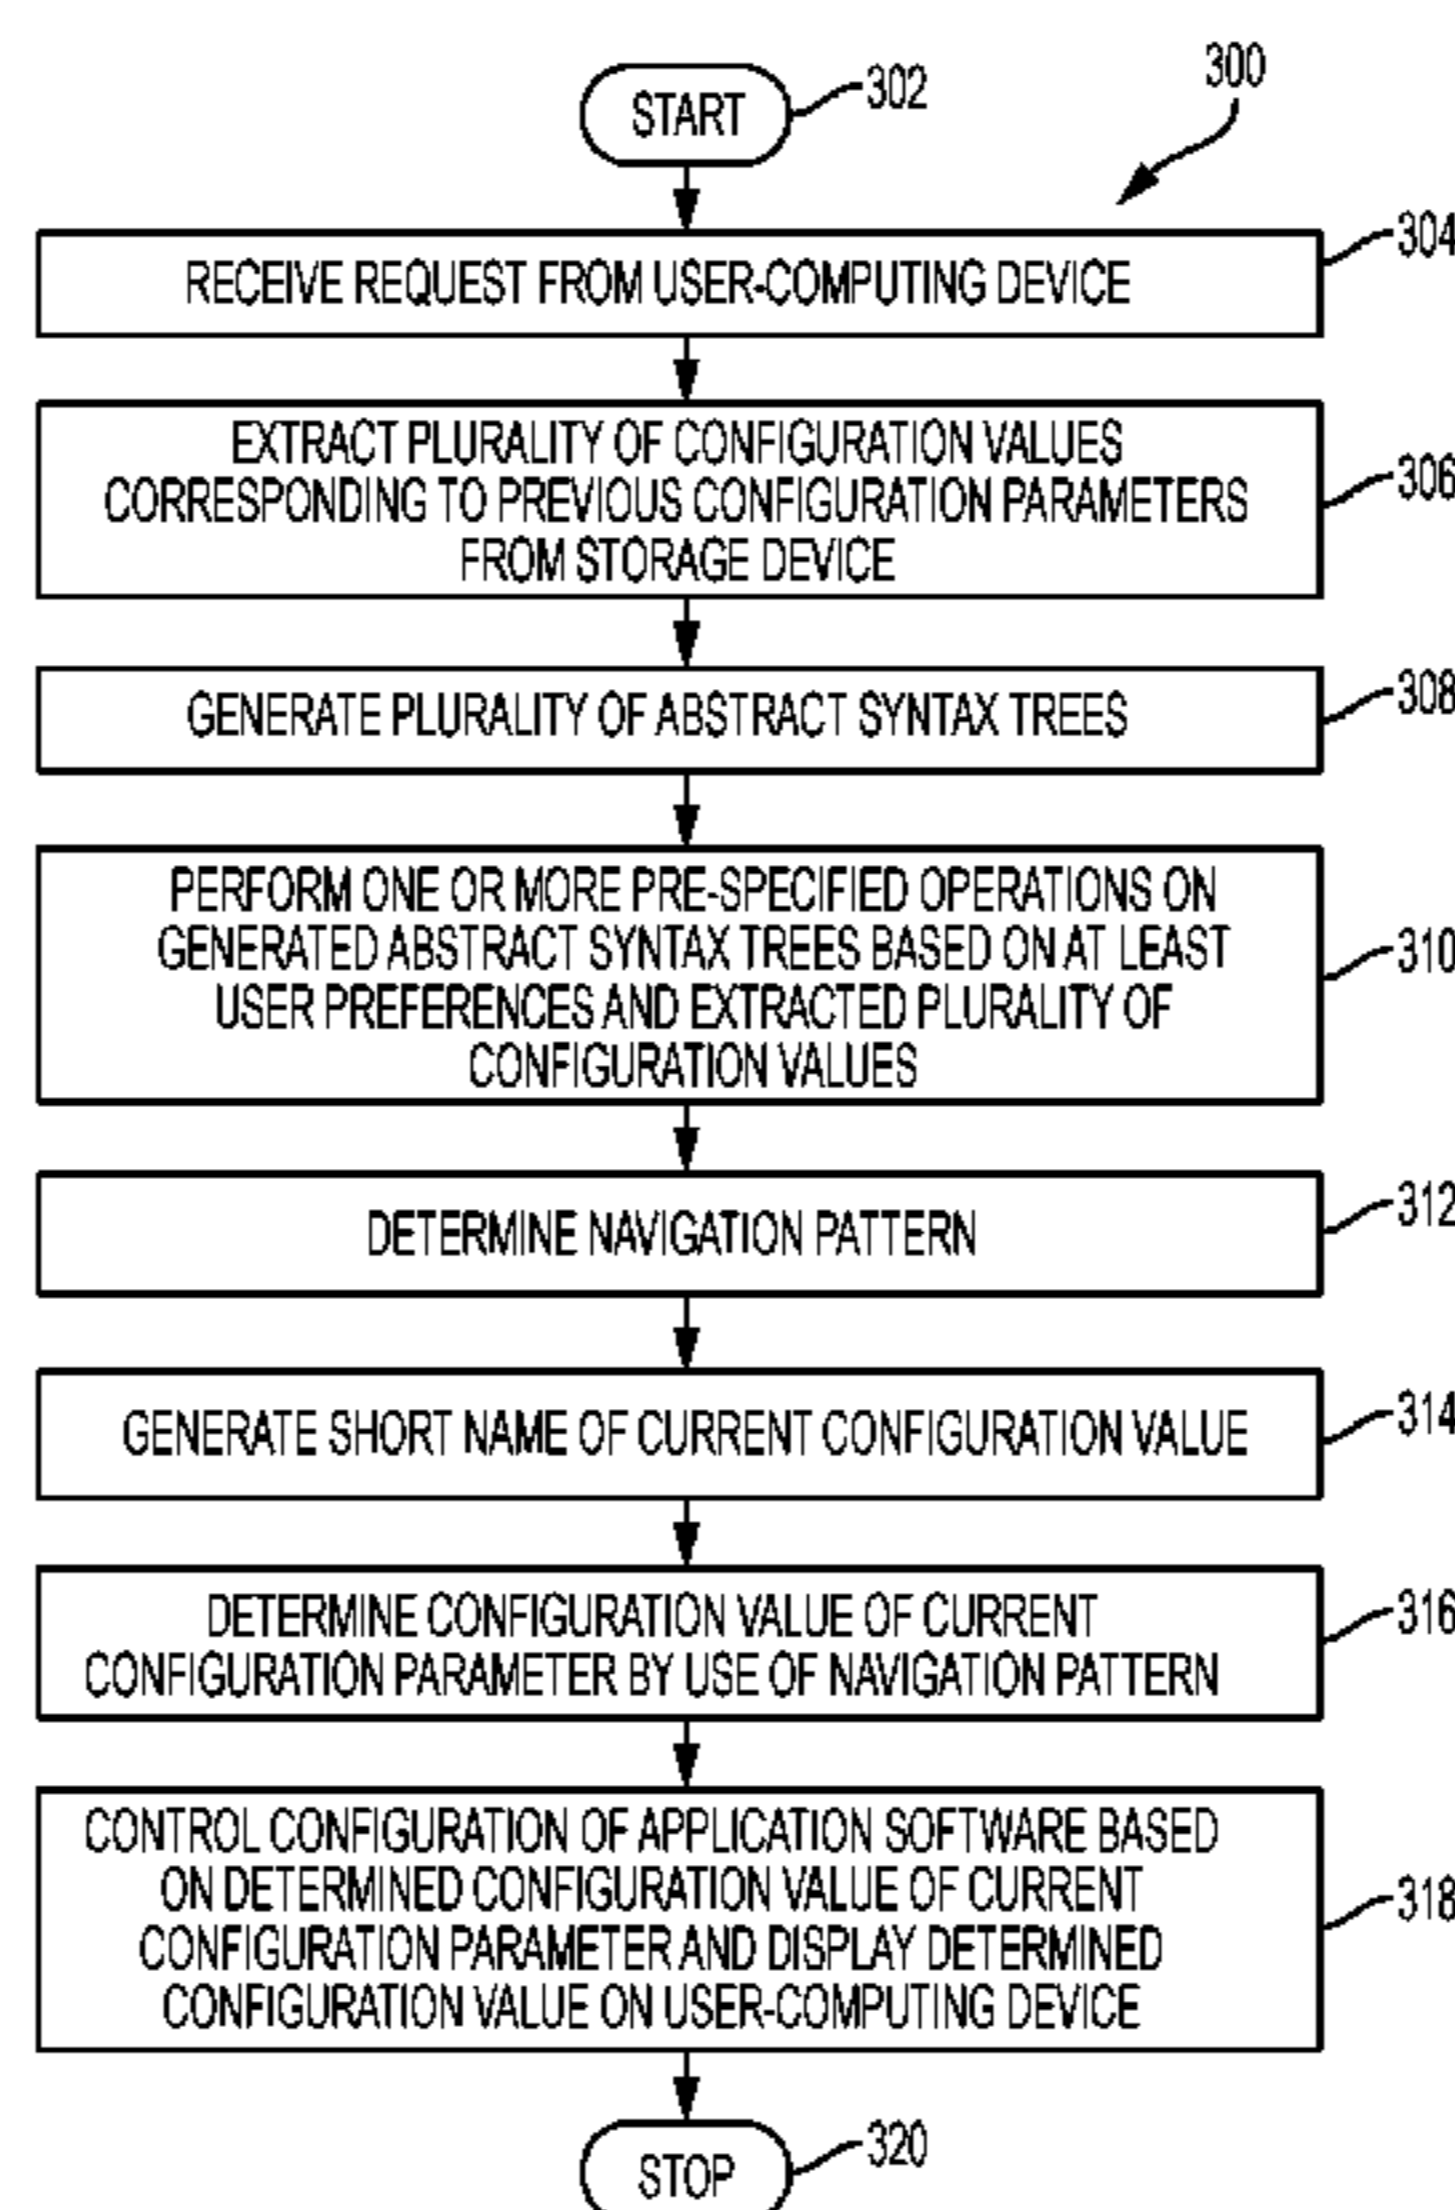 300
START
302
RECEIVE REQUEST FROM USER-COMPUTING DEVICE
304
EXTRACT PLURALITY OF CONFIGURATION VALUES
CORRESPONDING TO PREVIOUS CONFIGURATION PARAMETERS
FROM STORAGE DEVICE
306
GENERATE PLURALITY OF ABSTRACT SYNTAX TREES
308
PERFORM ONE OR MORE PRE-SPECIFIED OPERATIONS ON
GENERATED ABSTRACT SYNTAX TREES BASED ON AT LEAST
USER PREFERENCES AND EXTRACTED PLURALITY OF
CONFIGURATION VALUES
310
DETERMINE NAVIGATION PATTERN
312
GENERATE SHORT NAME OF CURRENT CONFIGURATION VALUE
314
DETERMINE CONFIGURATION VALUE OF CURRENT
CONFIGURATION PARAMETER BY USE OF NAVIGATION PATTERN
316
CONTROL CONFIGURATION OF APPLICATION SOFTWARE BASED
ON DETERMINED CONFIGURATION VALUE OF CURRENT
CONFIGURATION PARAMETER AND DISPLAY DETERMINED
CONFIGURATION VALUE ON USER-COMPUTING DEVICE
318
STOP
320